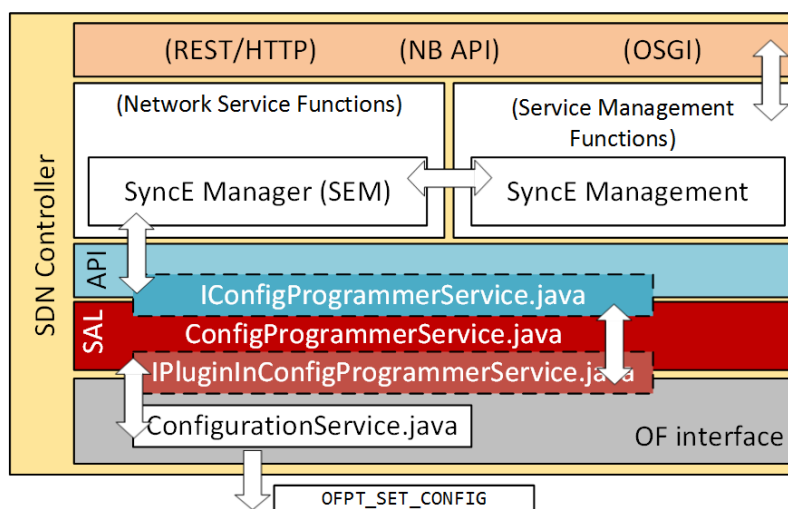 (REST/HTTP) (NB API) (OSGI)
(Network Service Functions)
(Service Management
Functions)
SyncE Manager (SEM)
SyncE Management
SDN Controller
API
IConfigProgrammerService.java
SAL
ConfigProgrammerService.java
IPluginInConfigProgrammerService.java
ConfigurationService.java
OF interface
OFPT_SET_CONFIG